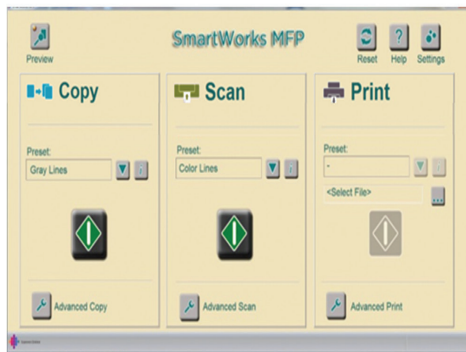 SmartWorks MFP
Preview
Reset
Help
Settings
Copy
Preset:
Gray Lines
Advanced Copy
Scan
Preset:
Color Lines
Advanced Scan
Print
Preset:
-
<Select File>
...
Advanced Print